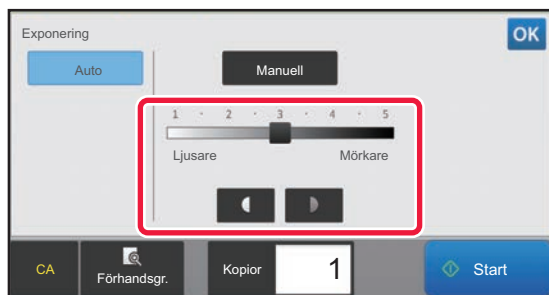 Exponering
OK
Auto
Manuell
1 · 2 · 3 · 4 · 5
Ljusare
Mörkare
CA
Förhandsgr.
Kopior
1
Start